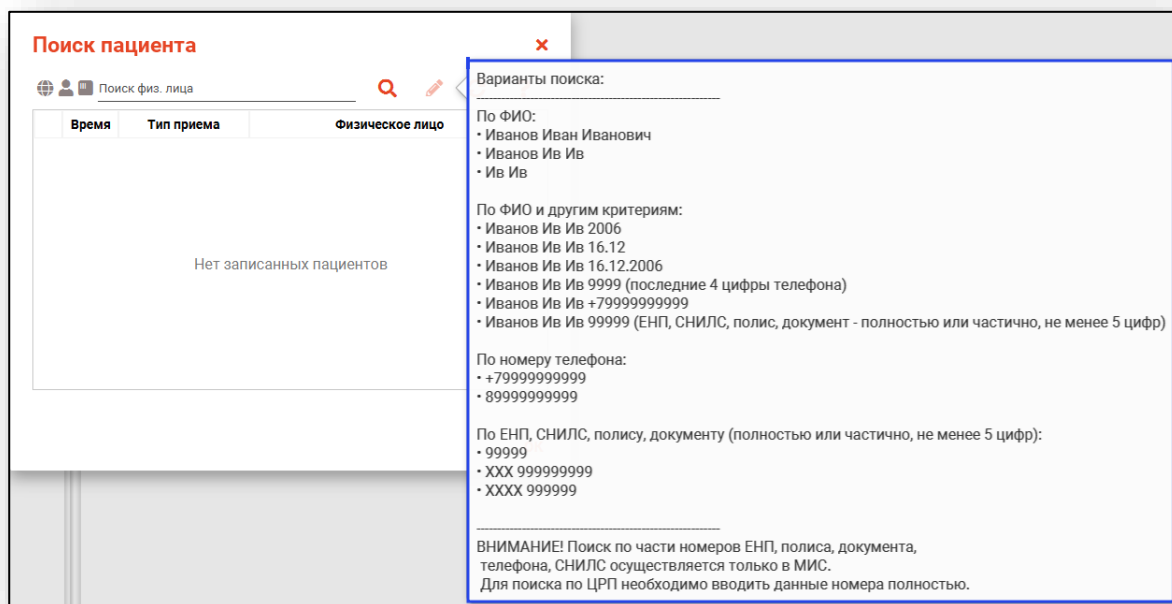 Поиск пациента
Поиск физ. лица
Время Тип приема Физическое лицо
Нет записанных пациентов
Варианты поиска:
------------------------------------------------------------
По ФИО:
• Иванов Иван Иванович
• Иванов Ив Ив
• Ив Ив
По ФИО и другим критериям:
• Иванов Ив Ив 2006
• Иванов Ив Ив 16.12
• Иванов Ив Ив 16.12.2006
• Иванов Ив Ив 9999 (последние 4 цифры телефона)
• Иванов Ив Ив +79999999999
• Иванов Ив Ив 99999 (ЕНП, СНИЛС, полис, документ - полностью или частично, не менее 5 цифр)
По номеру телефона:
• +79999999999
• 89999999999
По ЕНП, СНИЛС, полису, документу (полностью или частично, не менее 5 цифр):
• 99999
• XXX 999999999
• XXXX 999999
------------------------------------------------------------
ВНИМАНИЕ! Поиск по части номеров ЕНП, полиса, документа,
телефона, СНИЛС осуществляется только в МИС.
Для поиска по ЦРП необходимо вводить данные номера полностью.